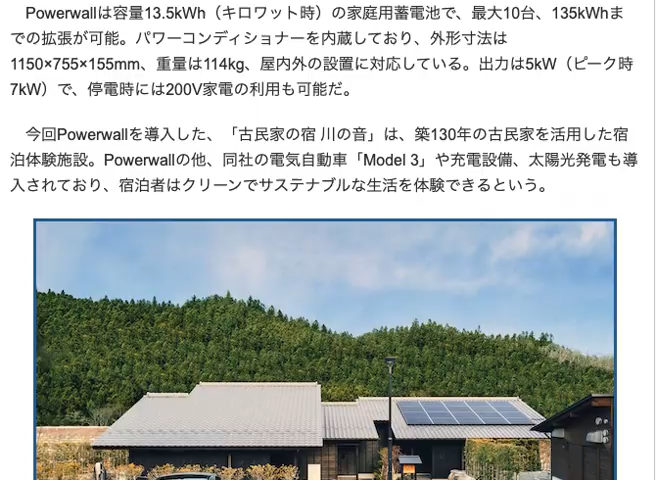 Powerwallは容量13.5kWh（キロワット時）の家庭用蓄電池で、最大10台、135kWhま
での拡張が可能。パワーコンディショナーを内蔵しており、外形寸法は
1150×755×155mm、重量は114kg、屋内外の設置に対応している。出力は5kW（ピーク時
7kW）で、停電時には200V家電の利用も可能だ。
今回Powerwallを導入した、「古民家の宿 川の音」は、築130年の古民家を活用した宿
泊体験施設。Powerwallの他、同社の電気自動車「Model 3」や充電設備、太陽光発電も導
入されており、宿泊者はクリーンでサステナブルな生活を体験できるという。